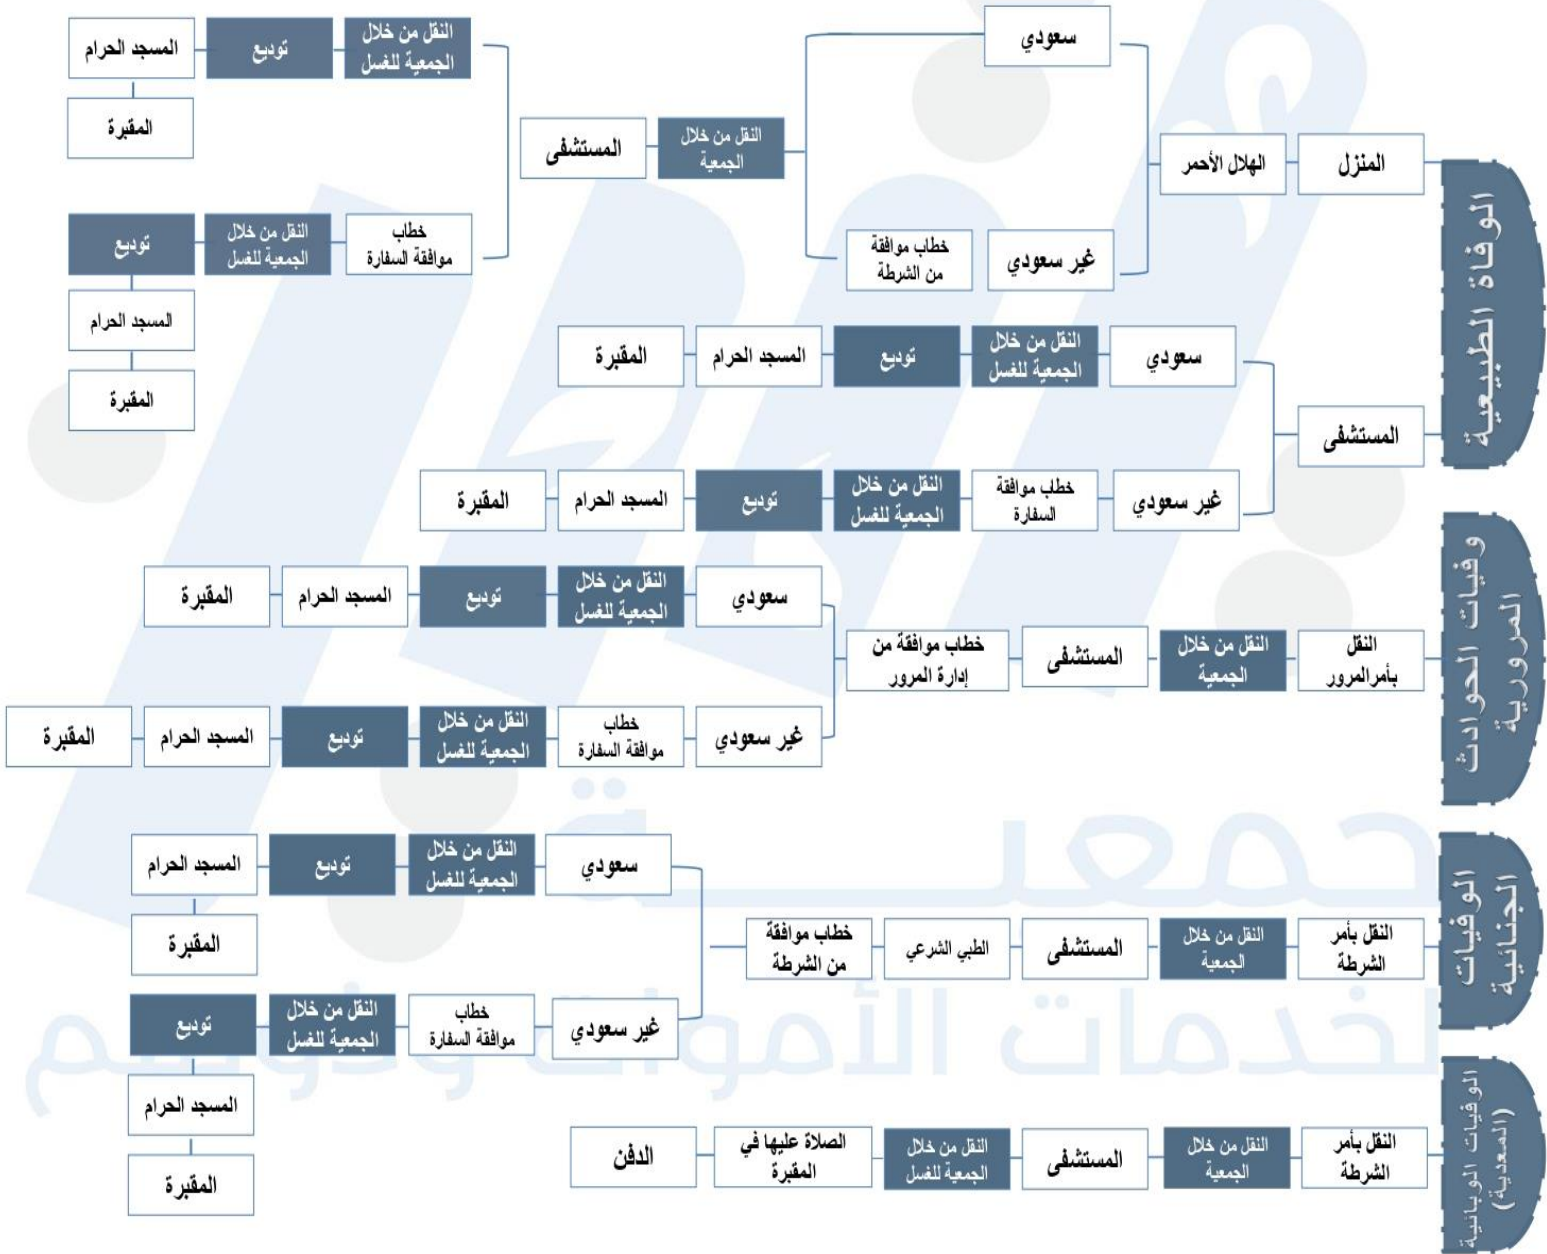 الوفاة الطبيعية
المنزل
الهلال الأحمر
سعودي
غير سعودي
خطاب موافقة
من الشرطة
النقل من خلال
الجمعية
المستشفى
النقل من خلال
الجمعية للغسل
توديع
المسجد الحرام
المقبرة
خطاب
موافقة السفارة
النقل من خلال
الجمعية للغسل
توديع
المسجد الحرام
المقبرة
المستشفى
سعودي
النقل من خلال
الجمعية للغسل
توديع
المسجد الحرام
المقبرة
غير سعودي
خطاب موافقة
السفارة
النقل من خلال
الجمعية للغسل
توديع
المسجد الحرام
المقبرة
وفيات الحوادث
المرورية
النقل
بأمرالمرور
النقل من خلال
الجمعية
المستشفى
خطاب موافقة من
إدارة المرور
سعودي
النقل من خلال
الجمعية للغسل
توديع
المسجد الحرام
المقبرة
غير سعودي
خطاب
موافقة السفارة
النقل من خلال
الجمعية للغسل
توديع
المسجد الحرام
المقبرة
الوفيات
الجنائية
النقل بأمر
الشرطة
النقل من خلال
الجمعية
المستشفى
الطبي الشرعي
خطاب موافقة
من الشرطة
سعودي
النقل من خلال
الجمعية للغسل
توديع
المسجد الحرام
المقبرة
غير سعودي
خطاب
موافقة السفارة
النقل من خلال
الجمعية للغسل
توديع
المسجد الحرام
المقبرة
الوفيات الوبائية
(المعدية)
النقل بأمر
الشرطة
النقل من خلال
الجمعية
المستشفى
النقل من خلال
الجمعية للغسل
الصلاة عليها في
المقبرة
الدفن
جمعية
لخدمات الأموات وذويهم